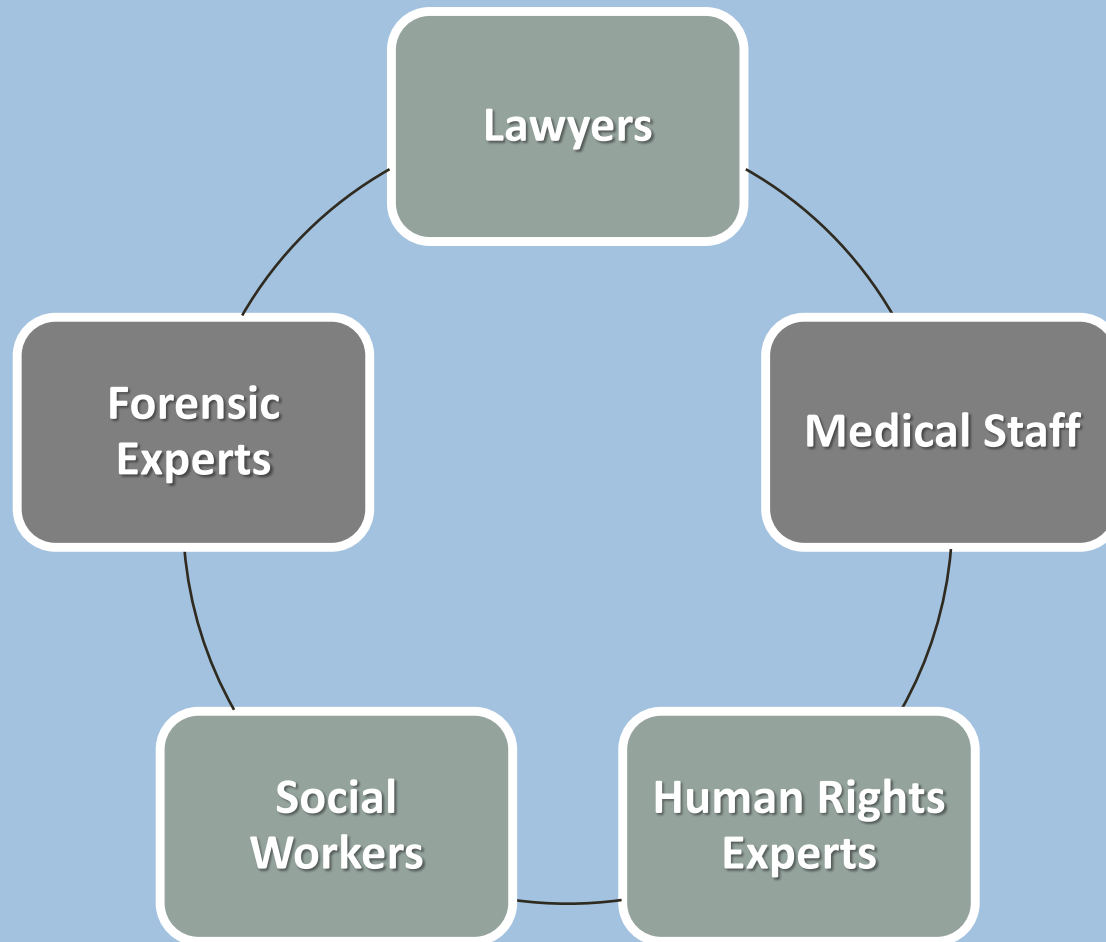 Lawyers
Forensic
Experts
Medical Staff
Social
Workers
Human Rights
Experts